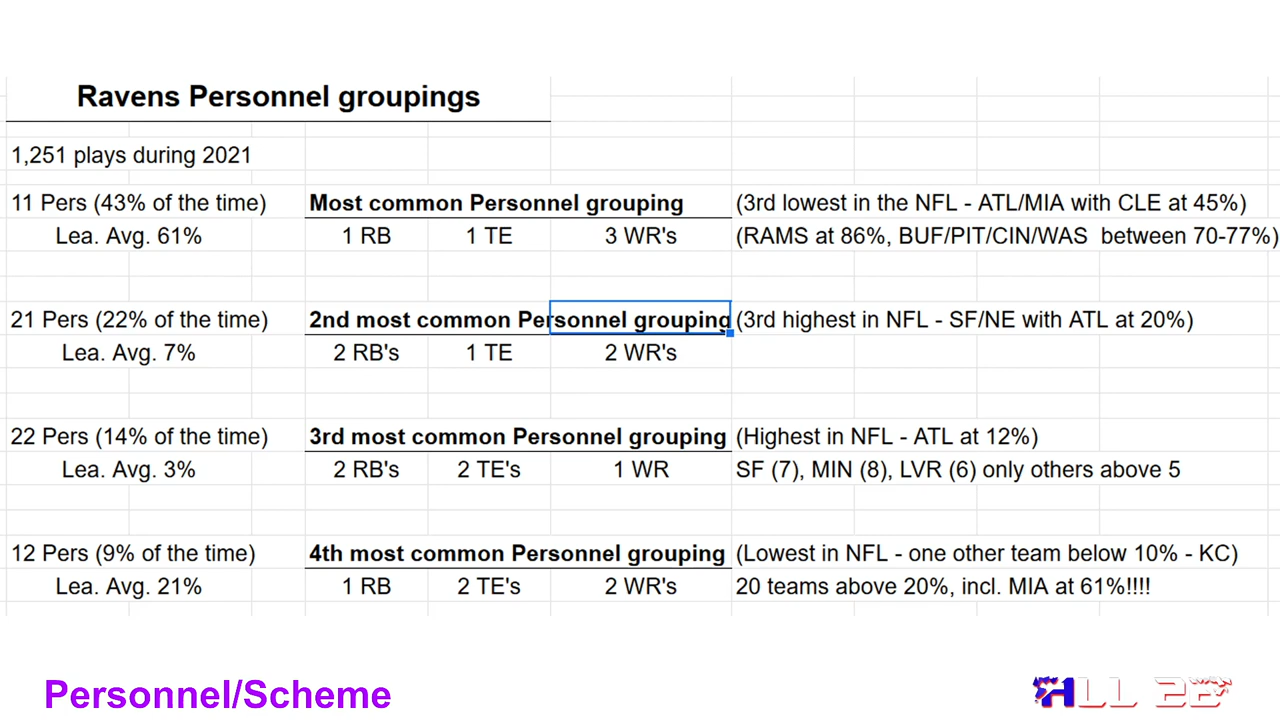 Ravens Personnel groupings
1,251 plays during 2021
11 Pers (43% of the time) Most common Personnel grouping (3rd lowest in the NFL - ATL/MIA with CLE at 45%)
Lea. Avg. 61% 1 RB 1 TE 3 WR's (RAMS at 86%, BUF/PIT/CIN/WAS between 70-77%)
21 Pers (22% of the time) 2nd most common Personnel grouping (3rd highest in NFL - SF/NE with ATL at 20%)
Lea. Avg. 7% 2 RB's 1 TE 2 WR's
22 Pers (14% of the time) 3rd most common Personnel grouping (Highest in NFL - ATL at 12%)
Lea. Avg. 3% 2 RB's 2 TE's 1 WR SF (7), MIN (8), LVR (6) only others above 5
12 Pers (9% of the time) 4th most common Personnel grouping (Lowest in NFL - one other team below 10% - KC)
Lea. Avg. 21% 1 RB 2 TE's 2 WR's 20 teams above 20%, incl. MIA at 61%!!!!
Personnel/Scheme
ALL 22